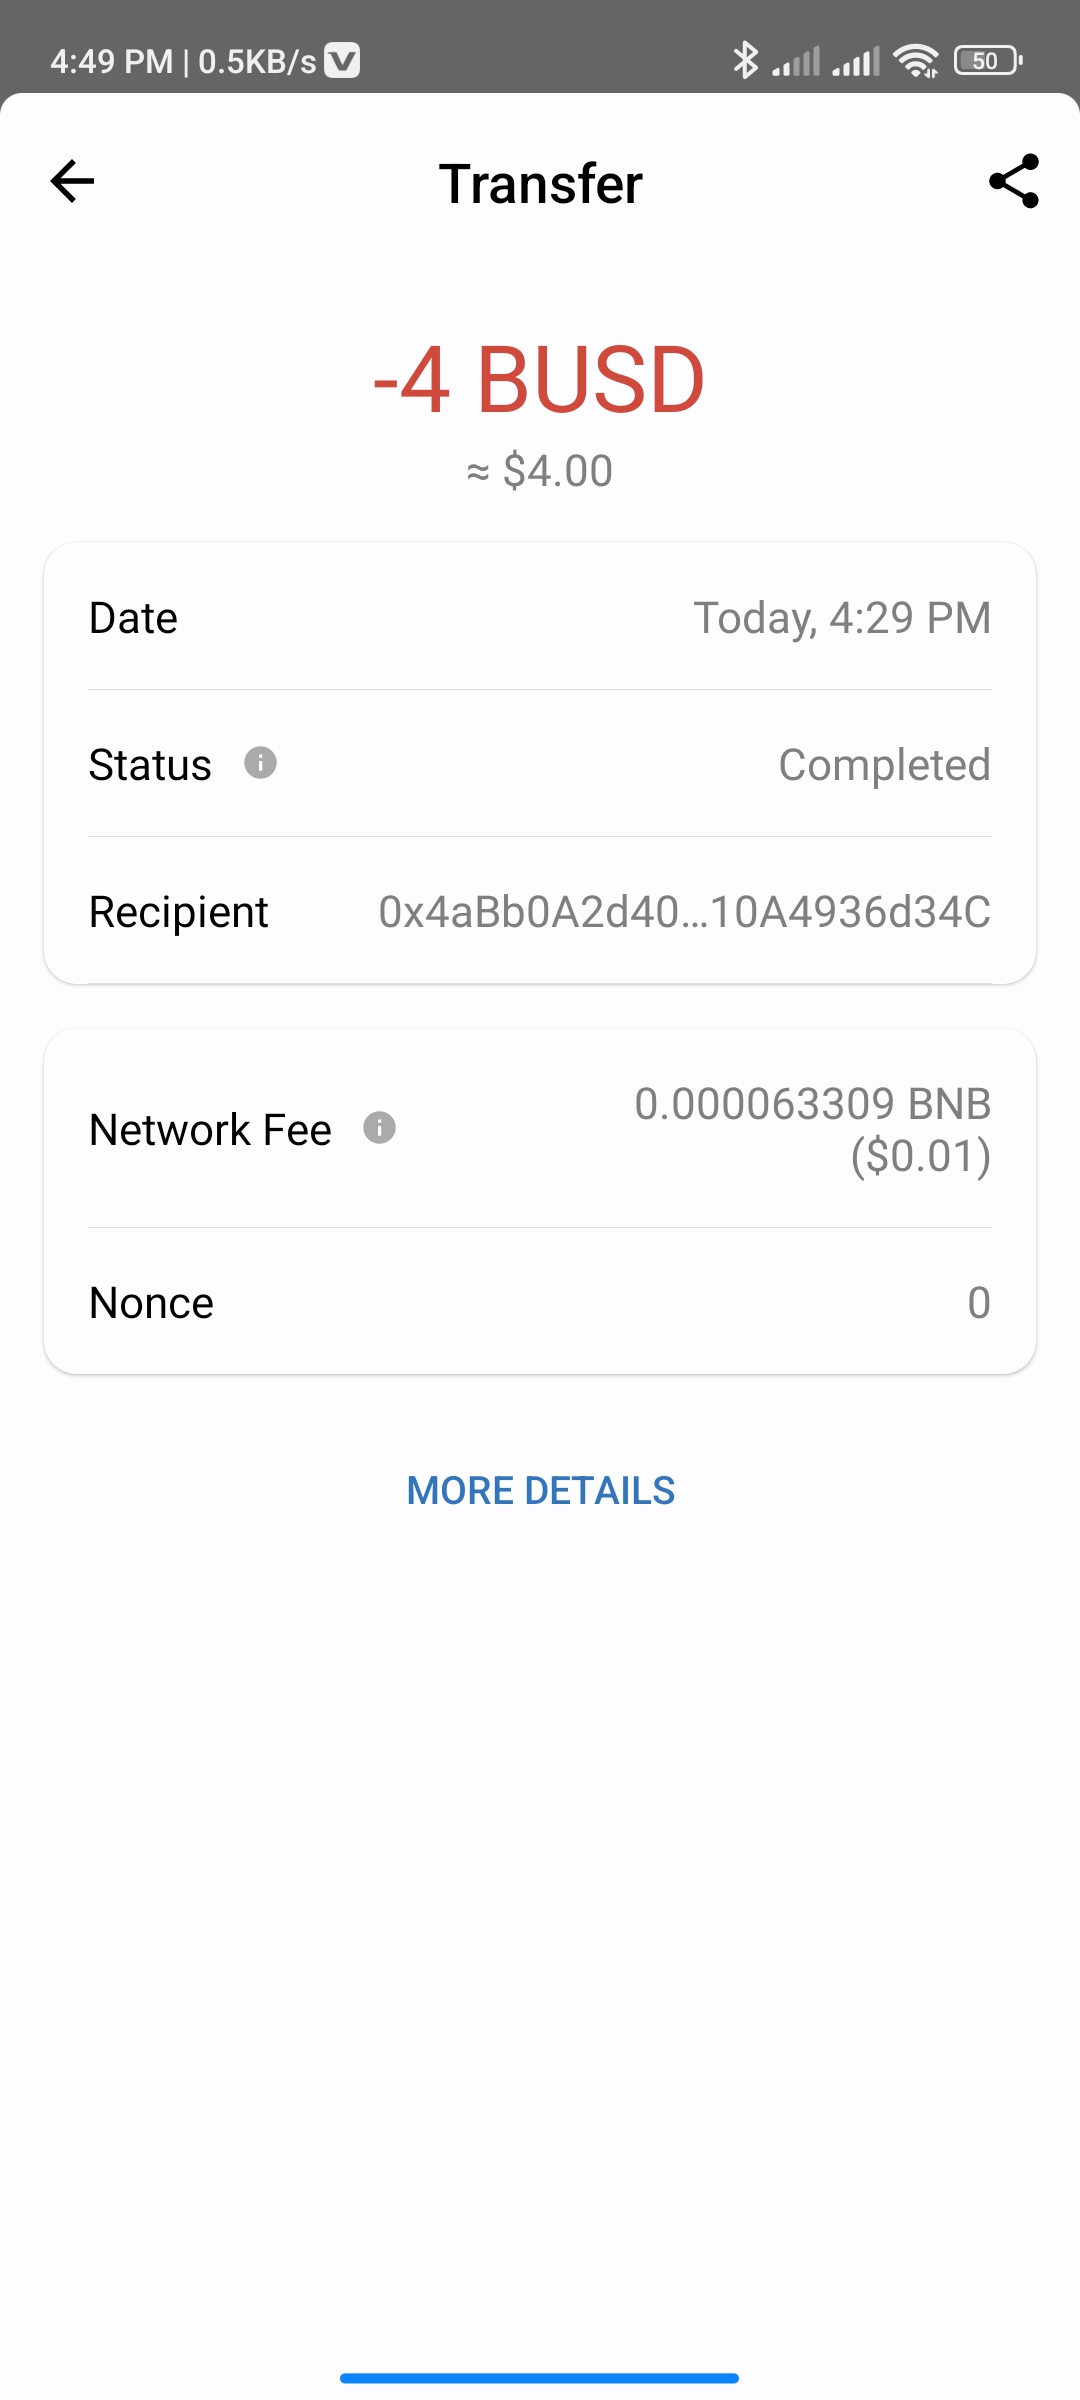 4:49 PM | 0.5KB/s V 50
Transfer
-4 BUSD
≈ $4.00
Date Today, 4:29 PM
Status Completed
Recipient 0x4aBb0A2d40...10A4936d34C
Network Fee 0.000063309 BNB
($0.01)
Nonce 0
MORE DETAILS